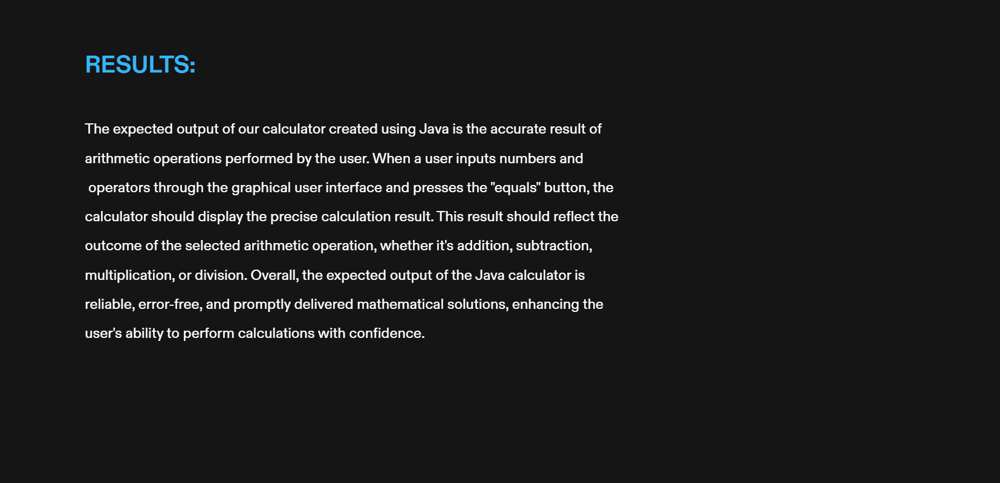 RESULTS:
The expected output of our calculator created using Java is the accurate result of
arithmetic operations performed by the user. When a user inputs numbers and
operators through the graphical user interface and presses the "equals" button, the
calculator should display the precise calculation result. This result should reflect the
outcome of the selected arithmetic operation, whether it's addition, subtraction,
multiplication, or division. Overall, the expected output of the Java calculator is
reliable, error-free, and promptly delivered mathematical solutions, enhancing the
user's ability to perform calculations with confidence.